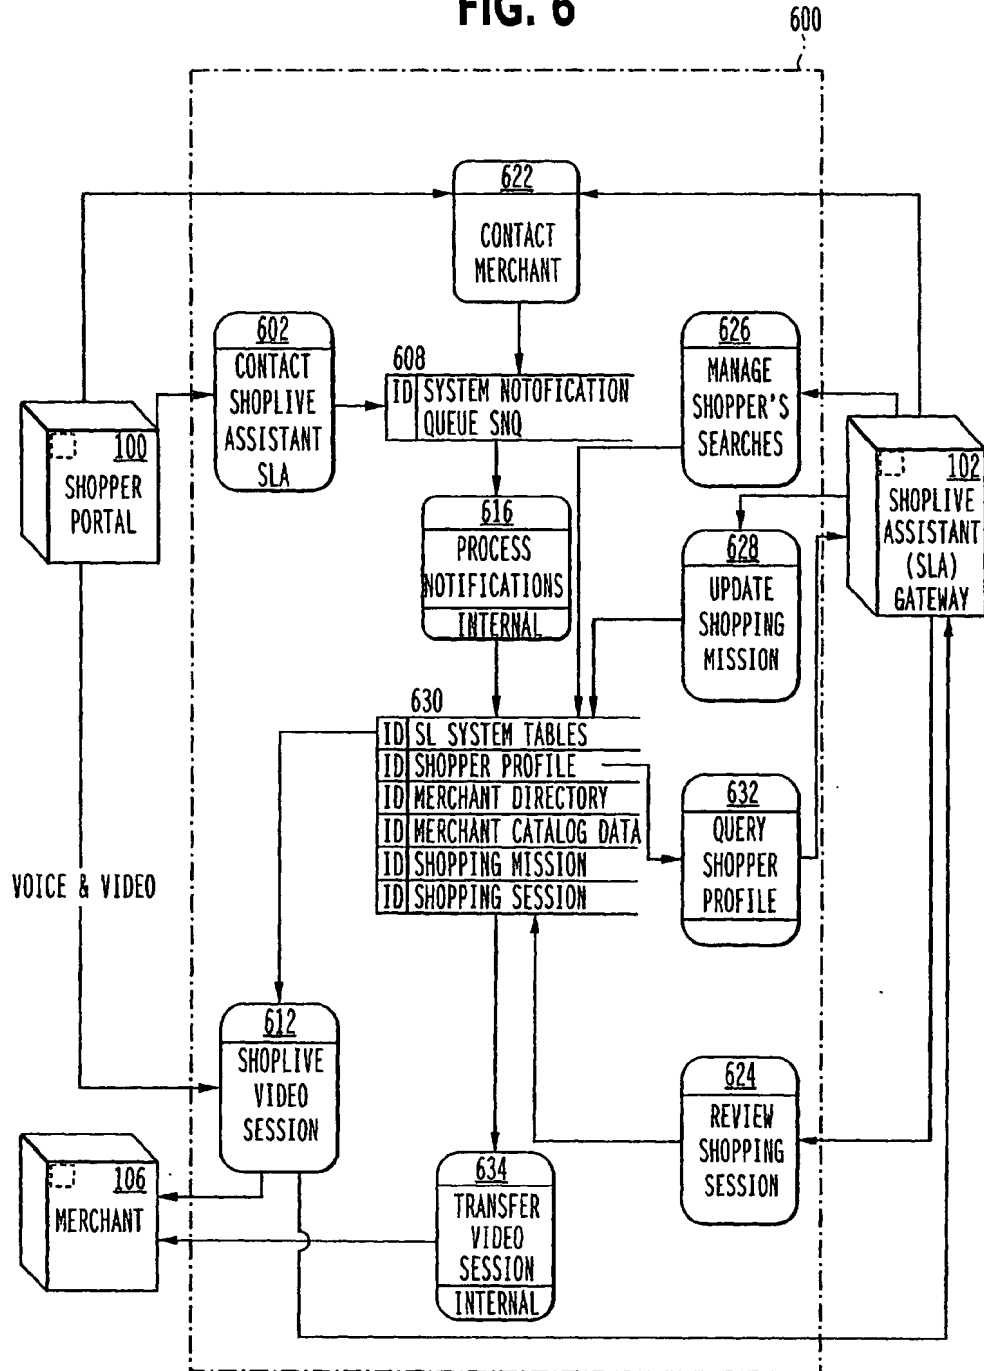 FIG. 6
600
622
CONTACT
MERCHANT
602
CONTACT
SHOPLIVE
ASSISTANT
SLA
608
ID SYSTEM NOTOFICATION
QUEUE SNQ
626
MANAGE
SHOPPER'S
SEARCHES
100
SHOPPER
PORTAL
102
SHOPLIVE
ASSISTANT
(SLA)
GATEWAY
616
PROCESS
NOTIFICATIONS
INTERNAL
628
UPDATE
SHOPPING
MISSION
630
ID SL SYSTEM TABLES
ID SHOPPER PROFILE
ID MERCHANT DIRECTORY
ID MERCHANT CATALOG DATA
ID SHOPPING MISSION
ID SHOPPING SESSION
632
QUERY
SHOPPER
PROFILE
VOICE & VIDEO
612
SHOPLIVE
VIDEO
SESSION
624
REVIEW
SHOPPING
SESSION
106
MERCHANT
634
TRANSFER
VIDEO
SESSION
INTERNAL